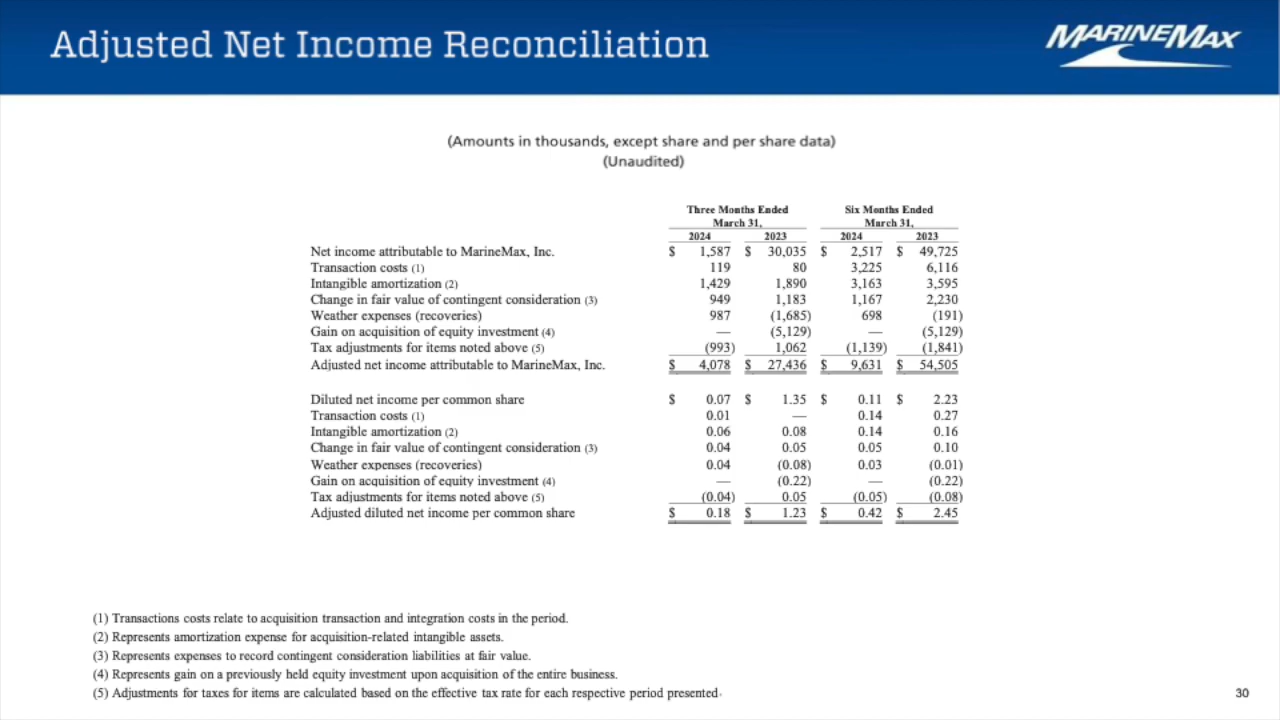 Adjusted Net Income Reconciliation
MARINEMAX
(Amounts in thousands, except share and per share data)
(Unaudited)
Three Months Ended Six Months Ended
March 31, March 31,
2024 2023 2024 2023
Net income attributable to MarineMax, Inc. $ 1,587 $ 30,035 $ 2,517 $ 49,725
Transaction costs (1) 119 80 3,225 6,116
Intangible amortization (2) 1,429 1,890 3,163 3,595
Change in fair value of contingent consideration (3) 949 1,183 1,167 2,230
Weather expenses (recoveries) 987 (1,685) 698 (191)
Gain on acquisition of equity investment (4) — (5,129) — (5,129)
Tax adjustments for items noted above (5) (993) 1,062 (1,139) (1,841)
Adjusted net income attributable to MarineMax, Inc. $ 4,078 $ 27,436 $ 9,631 $ 54,505
Diluted net income per common share $ 0.07 $ 1.35 $ 0.11 $ 2.23
Transaction costs (1) 0.01 — 0.14 0.27
Intangible amortization (2) 0.06 0.08 0.14 0.16
Change in fair value of contingent consideration (3) 0.04 0.05 0.05 0.10
Weather expenses (recoveries) 0.04 (0.08) 0.03 (0.01)
Gain on acquisition of equity investment (4) — (0.22) — (0.22)
Tax adjustments for items noted above (5) (0.04) 0.05 (0.05) (0.08)
Adjusted diluted net income per common share $ 0.18 $ 1.23 $ 0.42 $ 2.45
(1) Transactions costs relate to acquisition transaction and integration costs in the period.
(2) Represents amortization expense for acquisition-related intangible assets.
(3) Represents expenses to record contingent consideration liabilities at fair value.
(4) Represents gain on a previously held equity investment upon acquisition of the entire business.
(5) Adjustments for taxes for items are calculated based on the effective tax rate for each respective period presented.
30